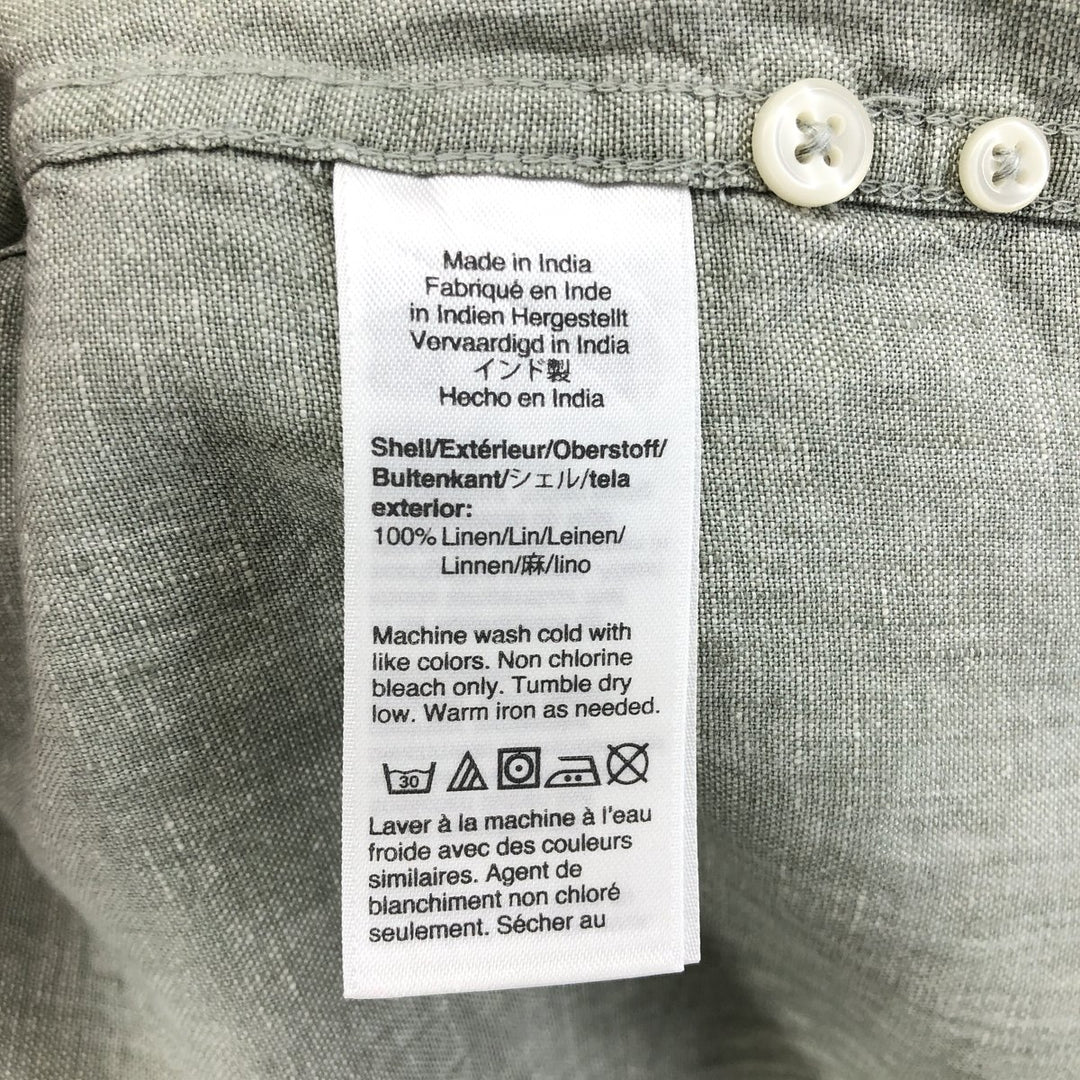 Made in India
Fabriqué en Inde
in Indien Hergestellt
Vervaardigd in India
インド製
Hecho en India
Shell/Extérieur/Oberstoff/
Buitenkant/シェル/tela
exterior:
100% Linen/Lin/Leinen/
Linnen/麻/lino
Machine wash cold with
like colors. Non chlorine
bleach only. Tumble dry
low. Warm iron as needed.
30
Laver à la machine à l'eau
froide avec des couleurs
similaires. Agent de
blanchiment non chloré
seulement. Sécher au